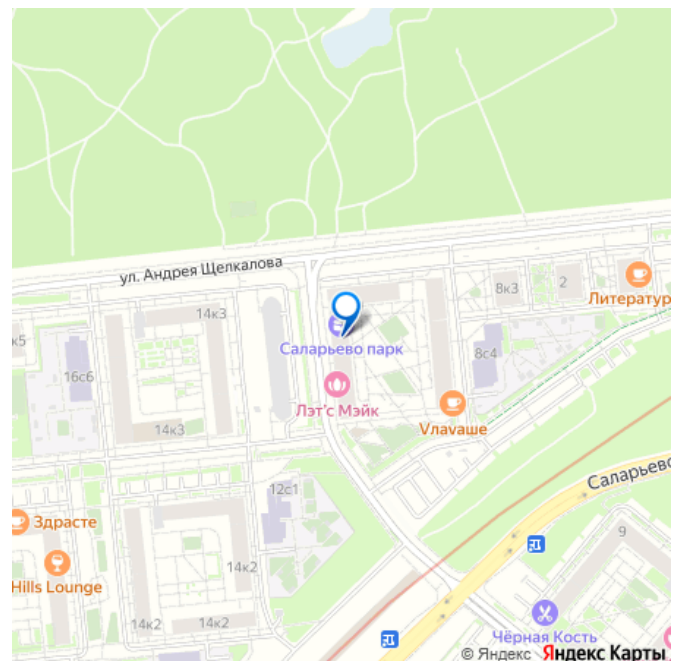 ул. Андрея Щелкалова
8к3
2
Литератур
14к3
к5
Саларьево парк
16с6
8с4
Лэт'с Мэйк
Vлаваше
14к3
Саларьево
12с1
Здрасте
9
14к2
Hills Lounge
14к2
14к2
Чёрная Кость
© Яндекс Яндекс Карты